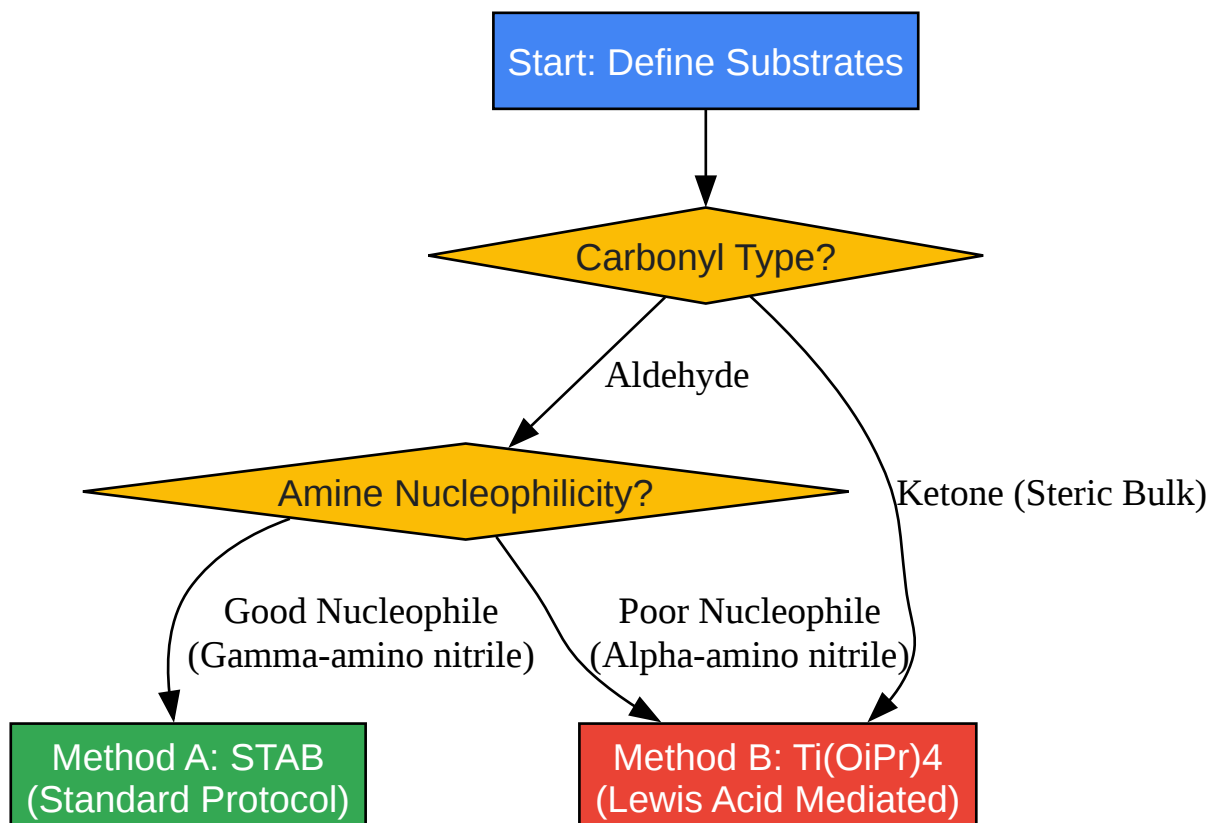 Start: Define Substrates
Carbonyl Type?
Aldehyde
Amine Nucleophilicity?
Ketone (Steric Bulk)
Good Nucleophile
(Gamma-amino nitrile)
Poor Nucleophile
(Alpha-amino nitrile)
Method A: STAB
(Standard Protocol)
Method B: Ti(OiPr)4
(Lewis Acid Mediated)